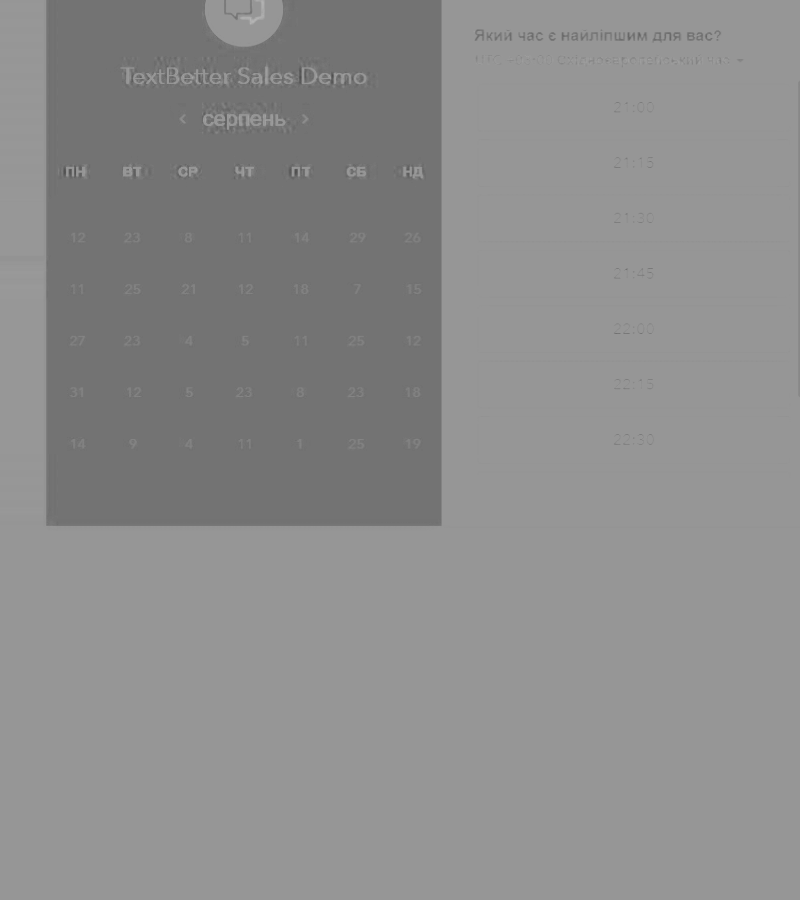 TextBetter Sales Demo
серпень
ПН ВТ СР ЧТ ПТ СБ НД
12 23 8 11 14 29 26
11 25 21 12 18 7 15
27 23 4 5 11 25 12
31 12 5 23 8 23 18
14 9 4 11 1 25 19
Який час є найліпшим для вас?
21:00
21:15
21:30
21:45
22:00
22:15
22:30